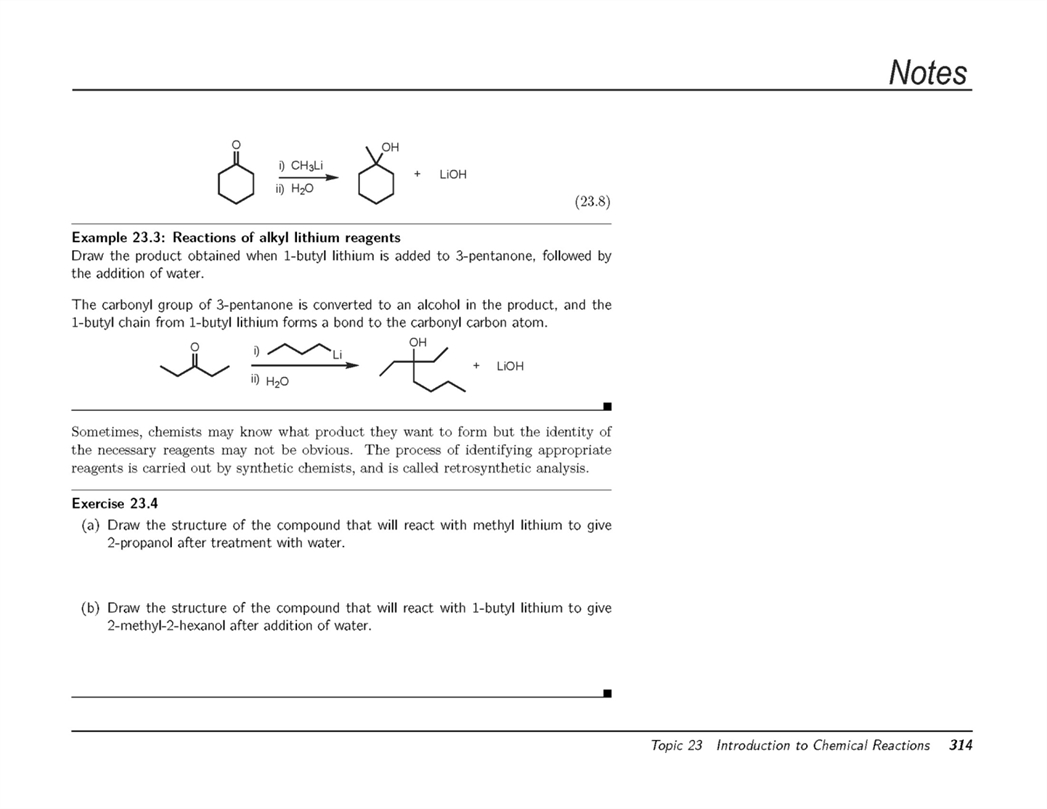 Notes
O
i) CH3Li
ii) H2O
OH
+ LiOH
(23.8)
Example 23.3: Reactions of alkyl lithium reagents
Draw the product obtained when 1-butyl lithium is added to 3-pentanone, followed by
the addition of water.
The carbonyl group of 3-pentanone is converted to an alcohol in the product, and the
1-butyl chain from 1-butyl lithium forms a bond to the carbonyl carbon atom.
O
i) Li
ii) H2O
OH
+ LiOH
Sometimes, chemists may know what product they want to form but the identity of
the necessary reagents may not be obvious. The process of identifying appropriate
reagents is carried out by synthetic chemists, and is called retrosynthetic analysis.
Exercise 23.4
(a) Draw the structure of the compound that will react with methyl lithium to give
2-propanol after treatment with water.
(b) Draw the structure of the compound that will react with 1-butyl lithium to give
2-methyl-2-hexanol after addition of water.
Topic 23 Introduction to Chemical Reactions 314